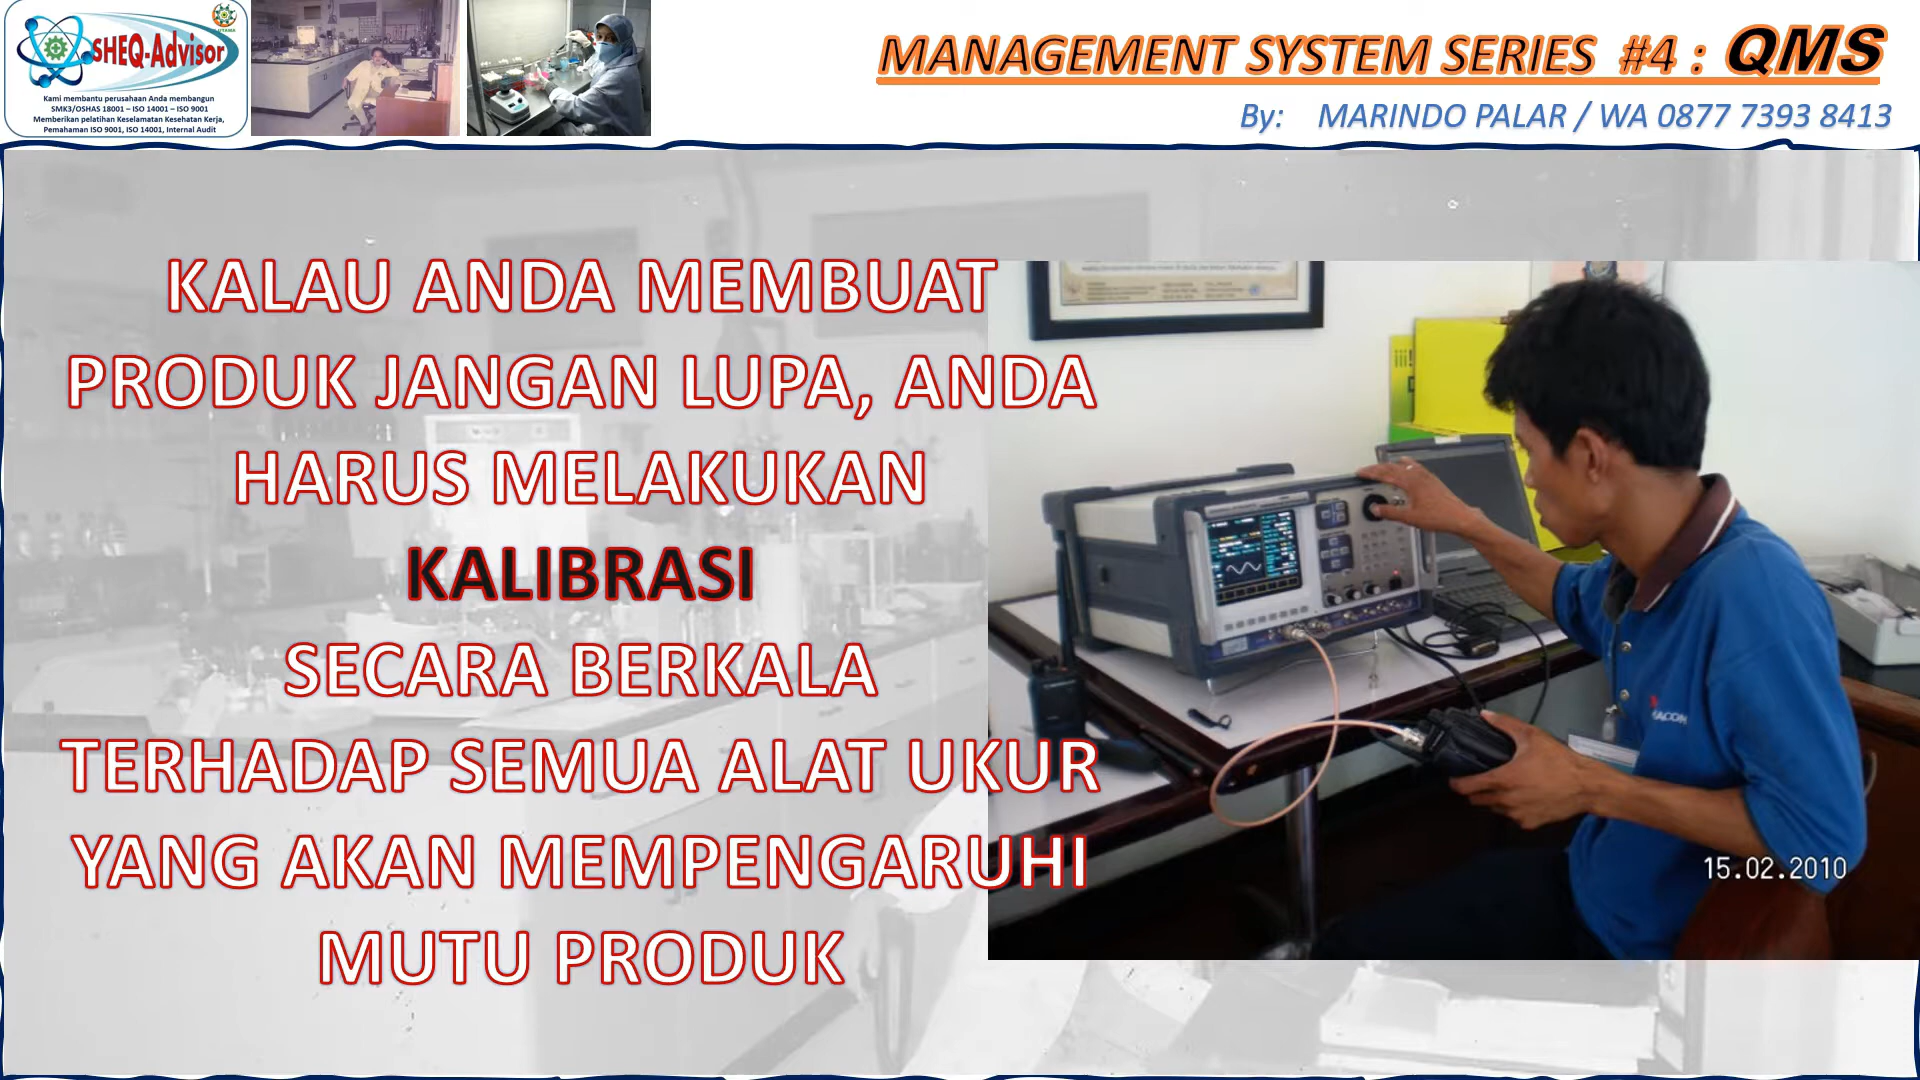 SHEQ-Advisor
Kami membantu perusahaan Anda membangun
SMK3/OSHAS 18001 – ISO 14001 – ISO 9001
Memberikan pelatihan Keselamatan Kesehatan Kerja,
Pemahaman ISO 9001, ISO 14001, Internal Audit
MANAGEMENT SYSTEM SERIES #4 : QMS
By: MARINDO PALAR / WA 0877 7393 8413
KALAU ANDA MEMBUAT
PRODUK JANGAN LUPA, ANDA
HARUS MELAKUKAN
KALIBRASI
SECARA BERKALA
TERHADAP SEMUA ALAT UKUR
YANG AKAN MEMPENGARUHI
MUTU PRODUK
15.02.2010